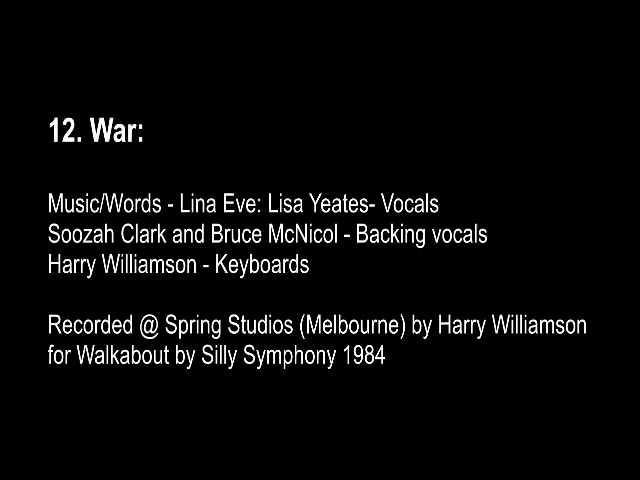 12. War:
Music/Words - Lina Eve: Lisa Yeates- Vocals
Soozah Clark and Bruce McNicol - Backing vocals
Harry Williamson - Keyboards
Recorded @ Spring Studios (Melbourne) by Harry Williamson
for Walkabout by Silly Symphony 1984